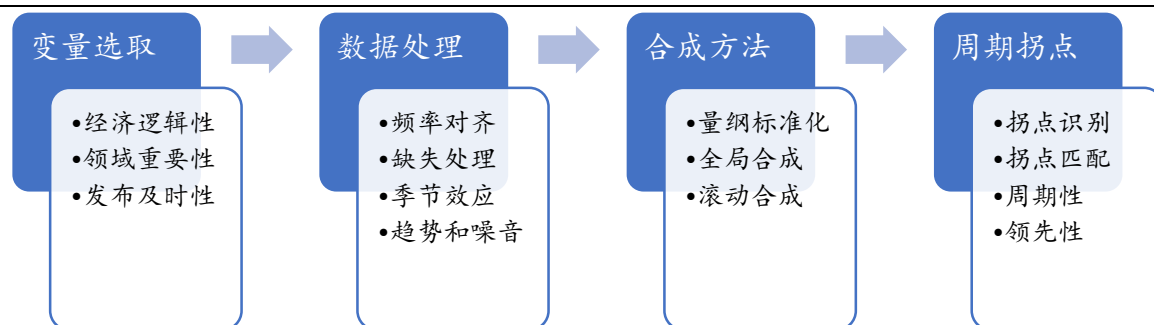 变量选取
•经济逻辑性
•领域重要性
•发布及时性
数据处理
•频率对齐
•缺失处理
•季节效应
•趋势和噪音
合成方法
•量纲标准化
•全局合成
•滚动合成
周期拐点
•拐点识别
•拐点匹配
•周期性
•领先性